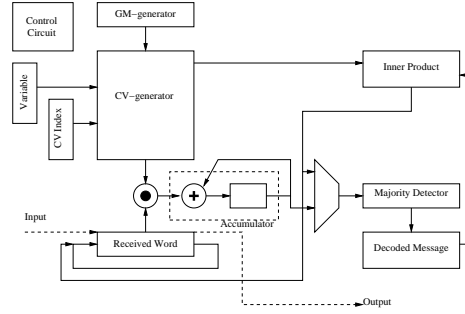 Control
Circuit
GM-generator
Variable
CV Index
CV-generator
Inner Product
Accumulator
Majority Detector
Input
Received Word
Decoded Message
Output